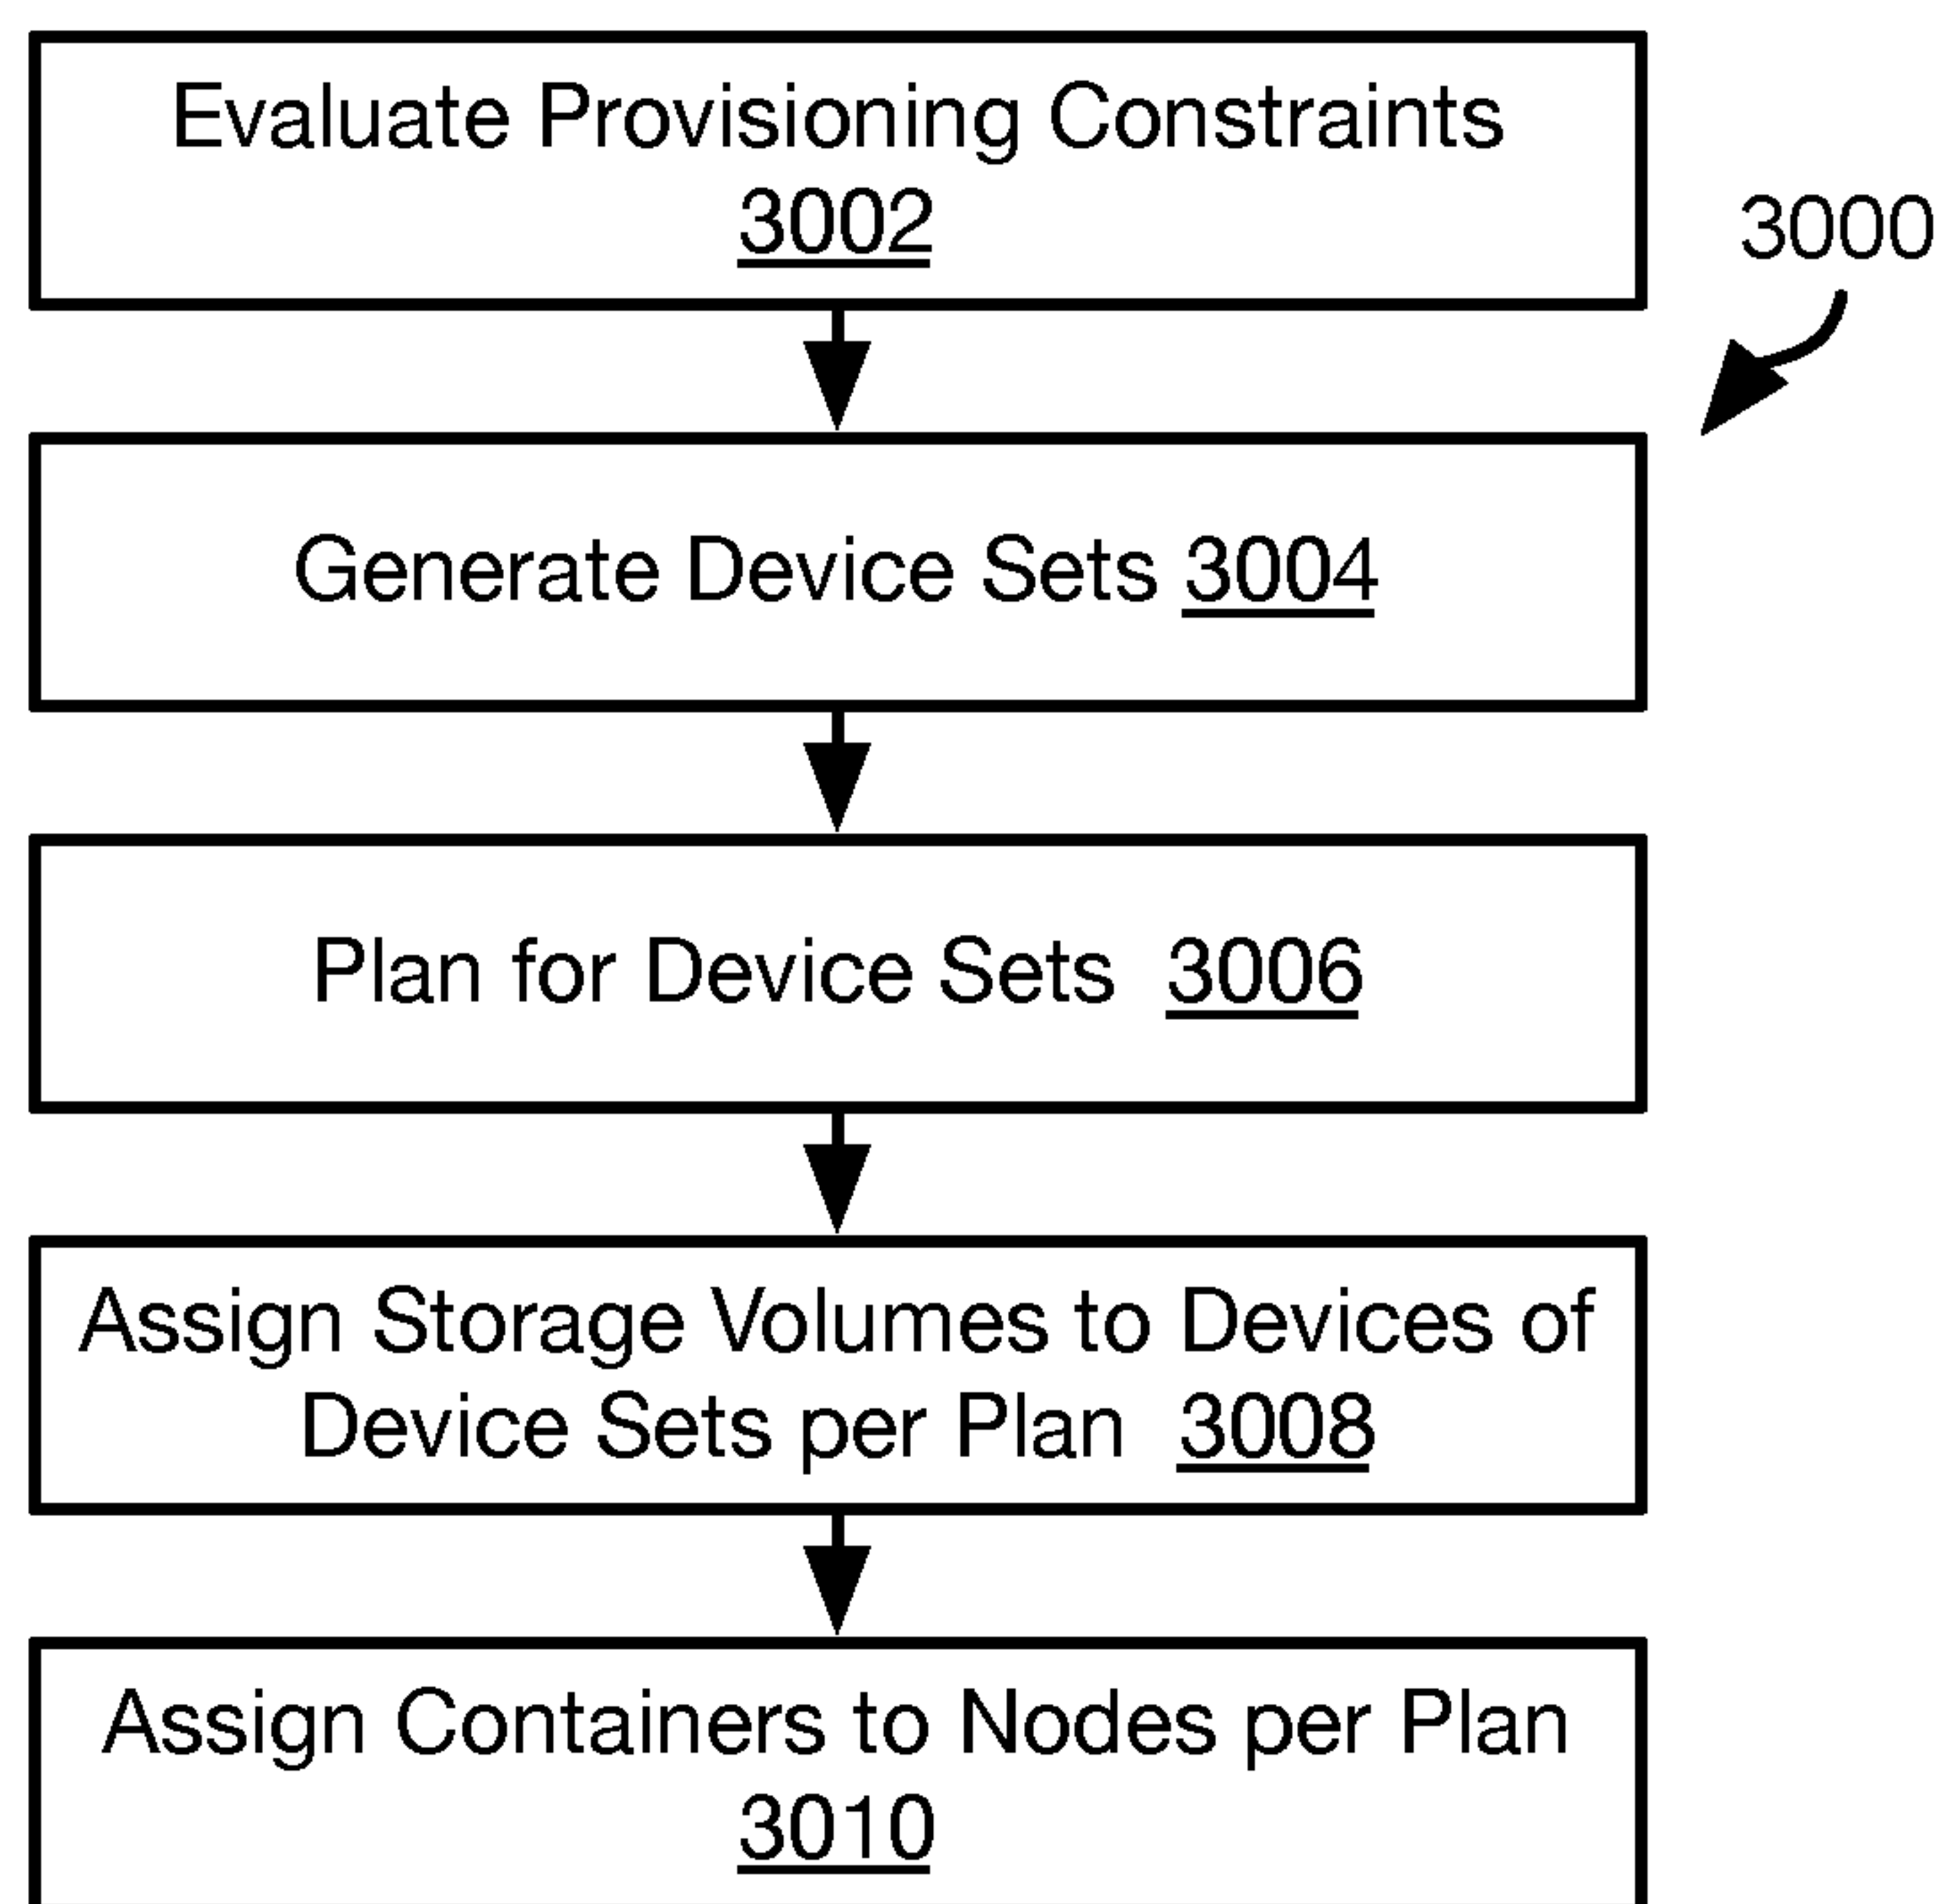 Evaluate Provisioning Constraints
3002
3000
Generate Device Sets 3004
Plan for Device Sets 3006
Assign Storage Volumes to Devices of
Device Sets per Plan 3008
Assign Containers to Nodes per Plan
3010